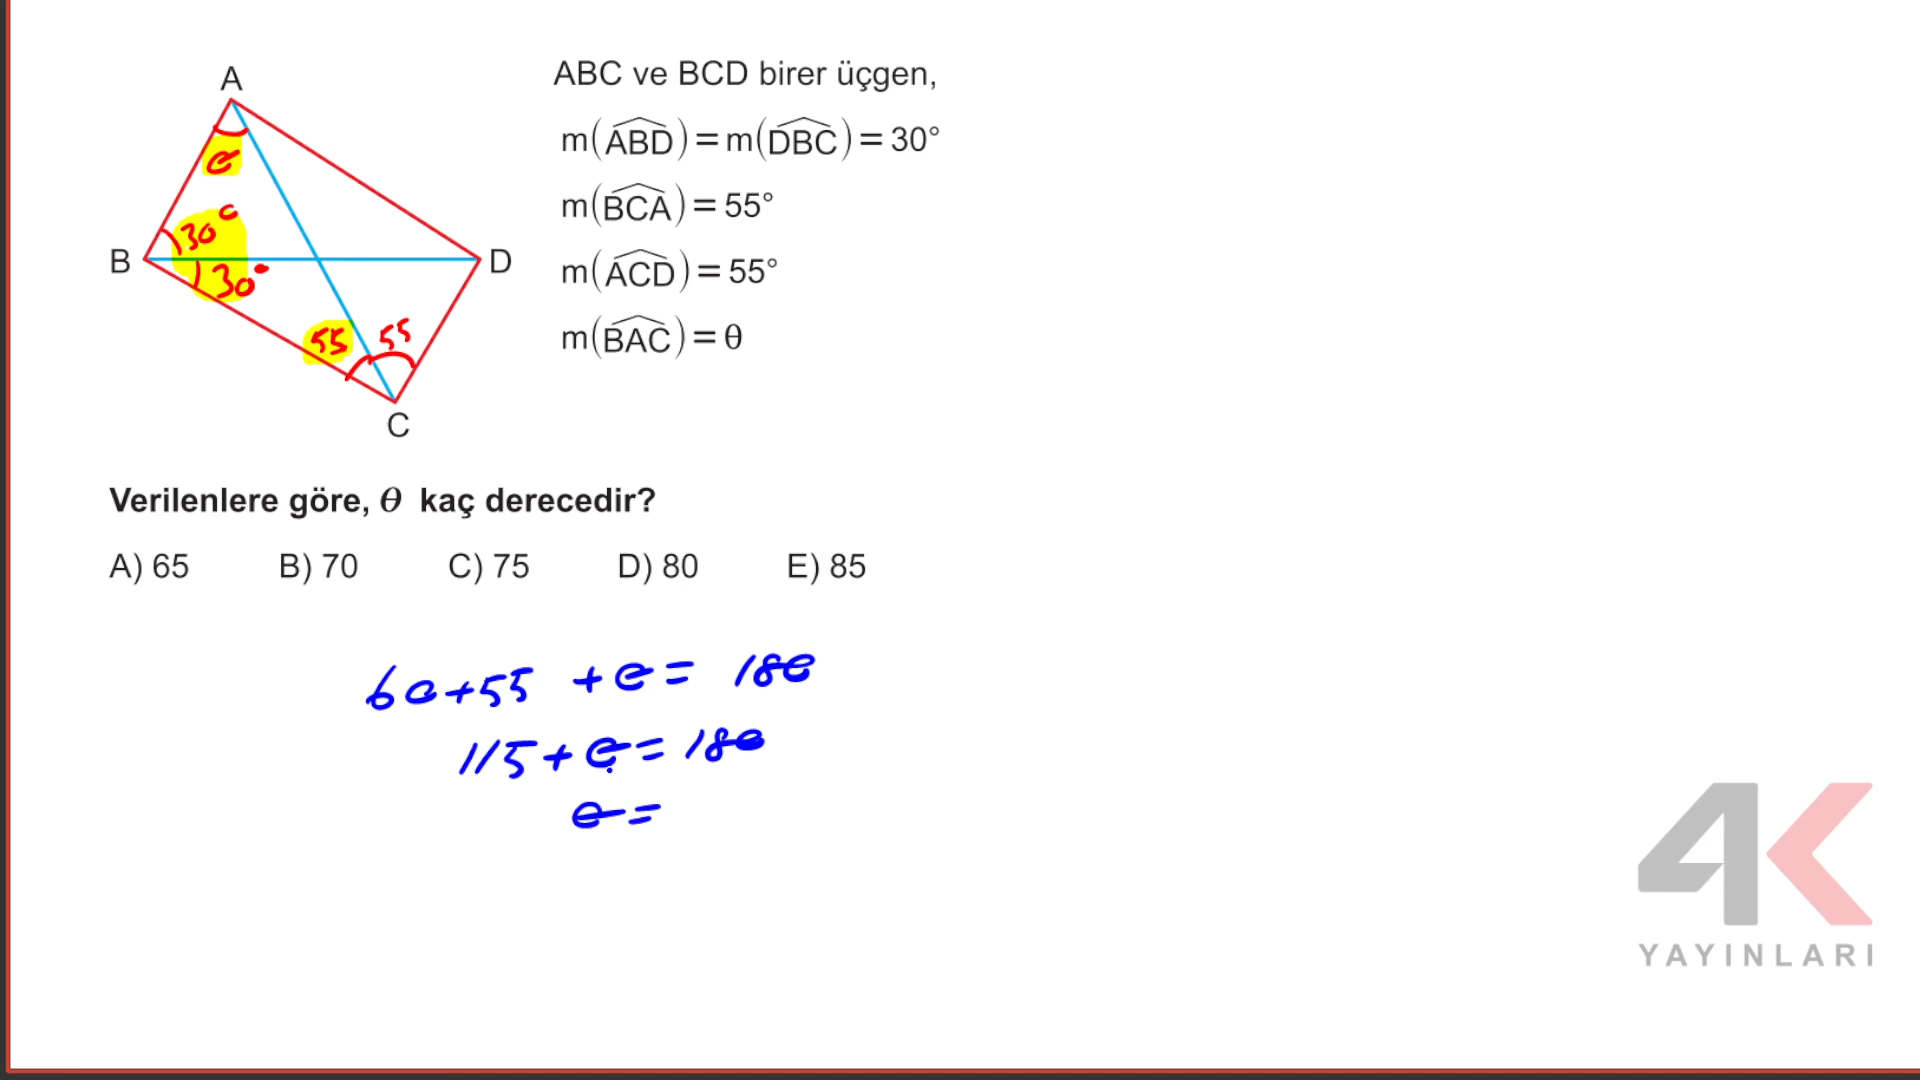 A
ABC ve BCD birer üçgen,
m(ABD) = m(DBC) = 30°
m(BCA) = 55°
m(ACD) = 55°
m(BAC) = θ
θ
30°
B
D
30°
55
55
C
Verilenlere göre, θ kaç derecedir?
A) 65 B) 70 C) 75 D) 80 E) 85
60+55 +θ= 180
115+θ=180
θ=
4K
YAYINLARI